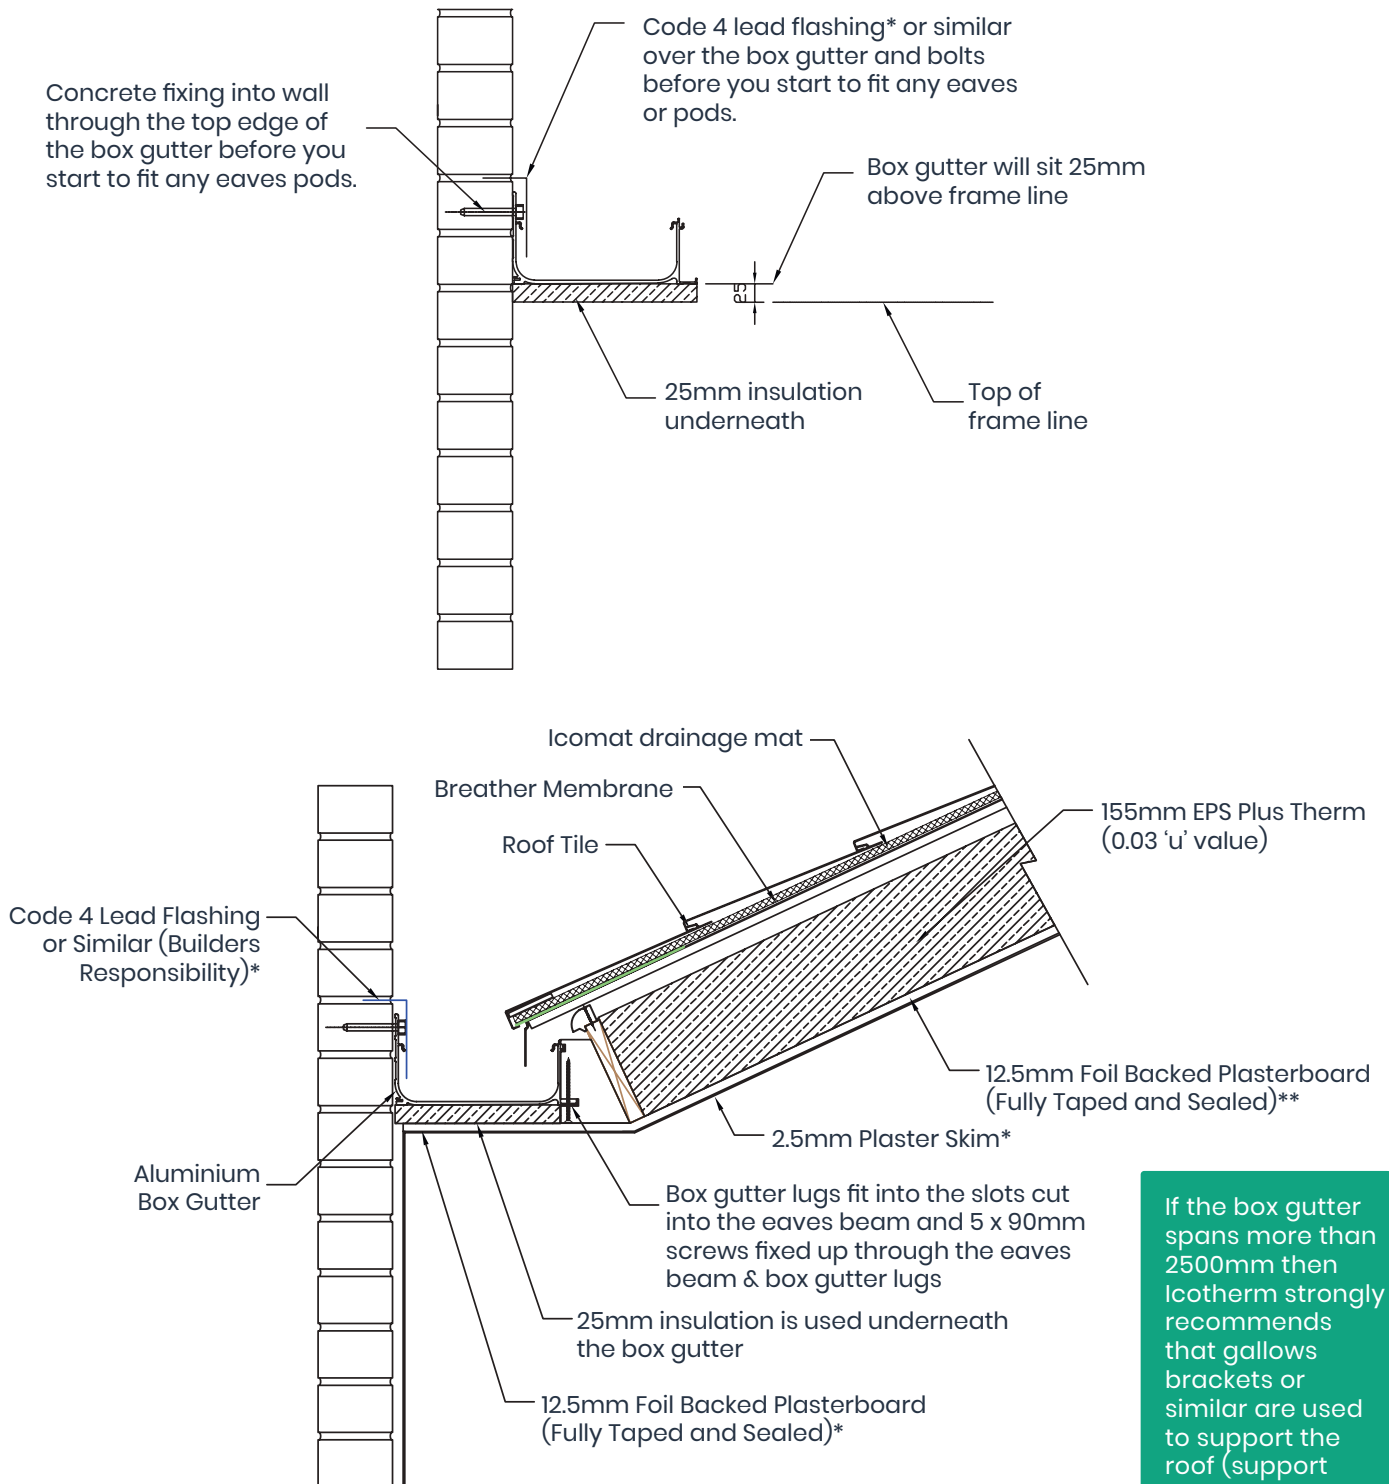 Code 4 lead flashing* or similar
over the box gutter and bolts
before you start to fit any eaves
or pods.
Concrete fixing into wall
through the top edge of
the box gutter before you
start to fit any eaves pods.
Box gutter will sit 25mm
above frame line
25
25mm insulation
underneath
Top of
frame line
Icomat drainage mat
Breather Membrane
Roof Tile
155mm EPS Plus Therm
(0.03 ‘u’ value)
Code 4 Lead Flashing
or Similar (Builders
Responsibility)*
12.5mm Foil Backed Plasterboard
(Fully Taped and Sealed)**
2.5mm Plaster Skim*
Aluminium
Box Gutter
Box gutter lugs fit into the slots cut
into the eaves beam and 5 x 90mm
screws fixed up through the eaves
beam & box gutter lugs
25mm insulation is used underneath
the box gutter
12.5mm Foil Backed Plasterboard
(Fully Taped and Sealed)*
If the box gutter
spans more than
2500mm then
Icotherm strongly
recommends
that gallows
brackets or
similar are used
to support the
roof (support